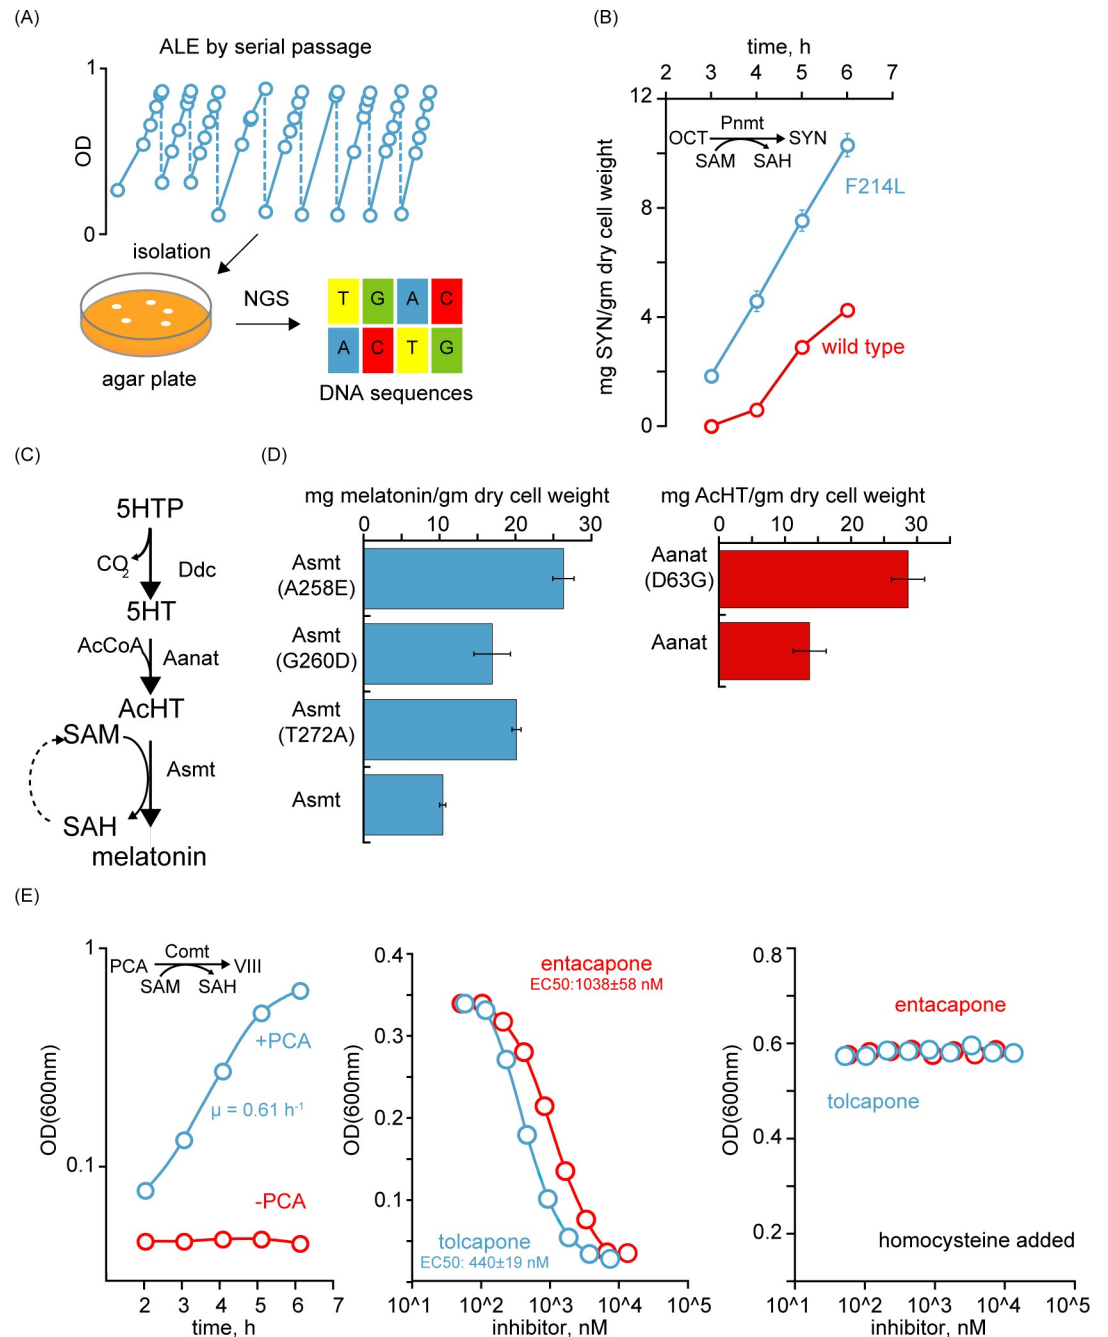 (A)
ALE by serial passage
1
OD
0
isolation
NGS
T G A C
A C T G
agar plate
DNA sequences
(B)
time, h
2 3 4 5 6 7
12
8
4
0
mg SYN/gm dry cell weight
Pnmt
OCT SYN
SAM SAH
F214L
wild type
(C)
5HTP
CO2
Ddc
5HT
AcCoA
Aanat
AcHT
SAM
Asmt
SAH
melatonin
(D)
mg melatonin/gm dry cell weight
0 10 20 30
Asmt
(A258E)
Asmt
(G260D)
Asmt
(T272A)
Asmt
mg AcHT/gm dry cell weight
0 10 20 30
Aanat
(D63G)
Aanat
(E)
1
0.1
OD(600nm)
Comt
PCA VIII
SAM SAH
+PCA
µ = 0.61 h-1
-PCA
2 3 4 5 6 7
time, h
0.4
0.3
0.2
0.1
OD(600nm)
entacapone
EC50:1038±58 nM
tolcapone
EC50: 440±19 nM
10^1 10^2 10^3 10^4 10^5
inhibitor, nM
0.8
0.6
0.4
0.2
OD(600nm)
entacapone
tolcapone
homocysteine added
10^1 10^2 10^3 10^4 10^5
inhibitor, nM